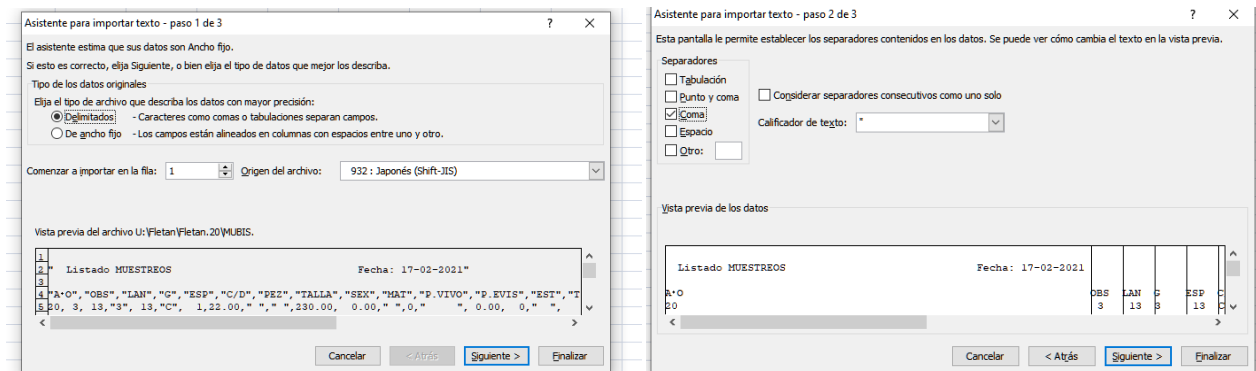 Asistente para importar texto - paso 1 de 3
El asistente estima que sus datos son Ancho fijo.
Si esto es correcto, elija Siguiente, o bien elija el tipo de datos que mejor los describa.
Tipo de los datos originales
Elija el tipo de archivo que describa los datos con mayor precisión:
Delimitados - Caracteres como comas o tabulaciones separan campos.
De ancho fijo - Los campos están alineados en columnas con espacios entre uno y otro.
Comenzar a importar en la fila: 1 Origen del archivo: 932 : Japonés (Shift-JIS)
Vista previa del archivo U:\Fletan\Fletan.20\MUBIS.
1
2 " Listado MUESTREOS Fecha: 17-02-2021"
3
4 "A･O","OBS","LAN","G","ESP","C/D","PEZ","TALLA","SEX","MAT","P.VIVO","P.EVIS","EST","T
5 20, 3, 13,"3", 13,"C", 1,22.00," "," ",230.00, 0.00," ",0, ", 0.00, 0," ",
Cancelar < Atrás Siguiente > Finalizar
Asistente para importar texto - paso 2 de 3
Esta pantalla le permite establecer los separadores contenidos en los datos. Se puede ver cómo cambia el texto en la vista previa.
Separadores
Tabulación
Punto y coma
Coma
Espacio
Otro:
Considerar separadores consecutivos como uno solo
Calificador de texto: "
Vista previa de los datos
Listado MUESTREOS Fecha: 17-02-2021
A･O OBS LAN G ESP C
20 3 13 3 13 C
Cancelar < Atrás Siguiente > Finalizar